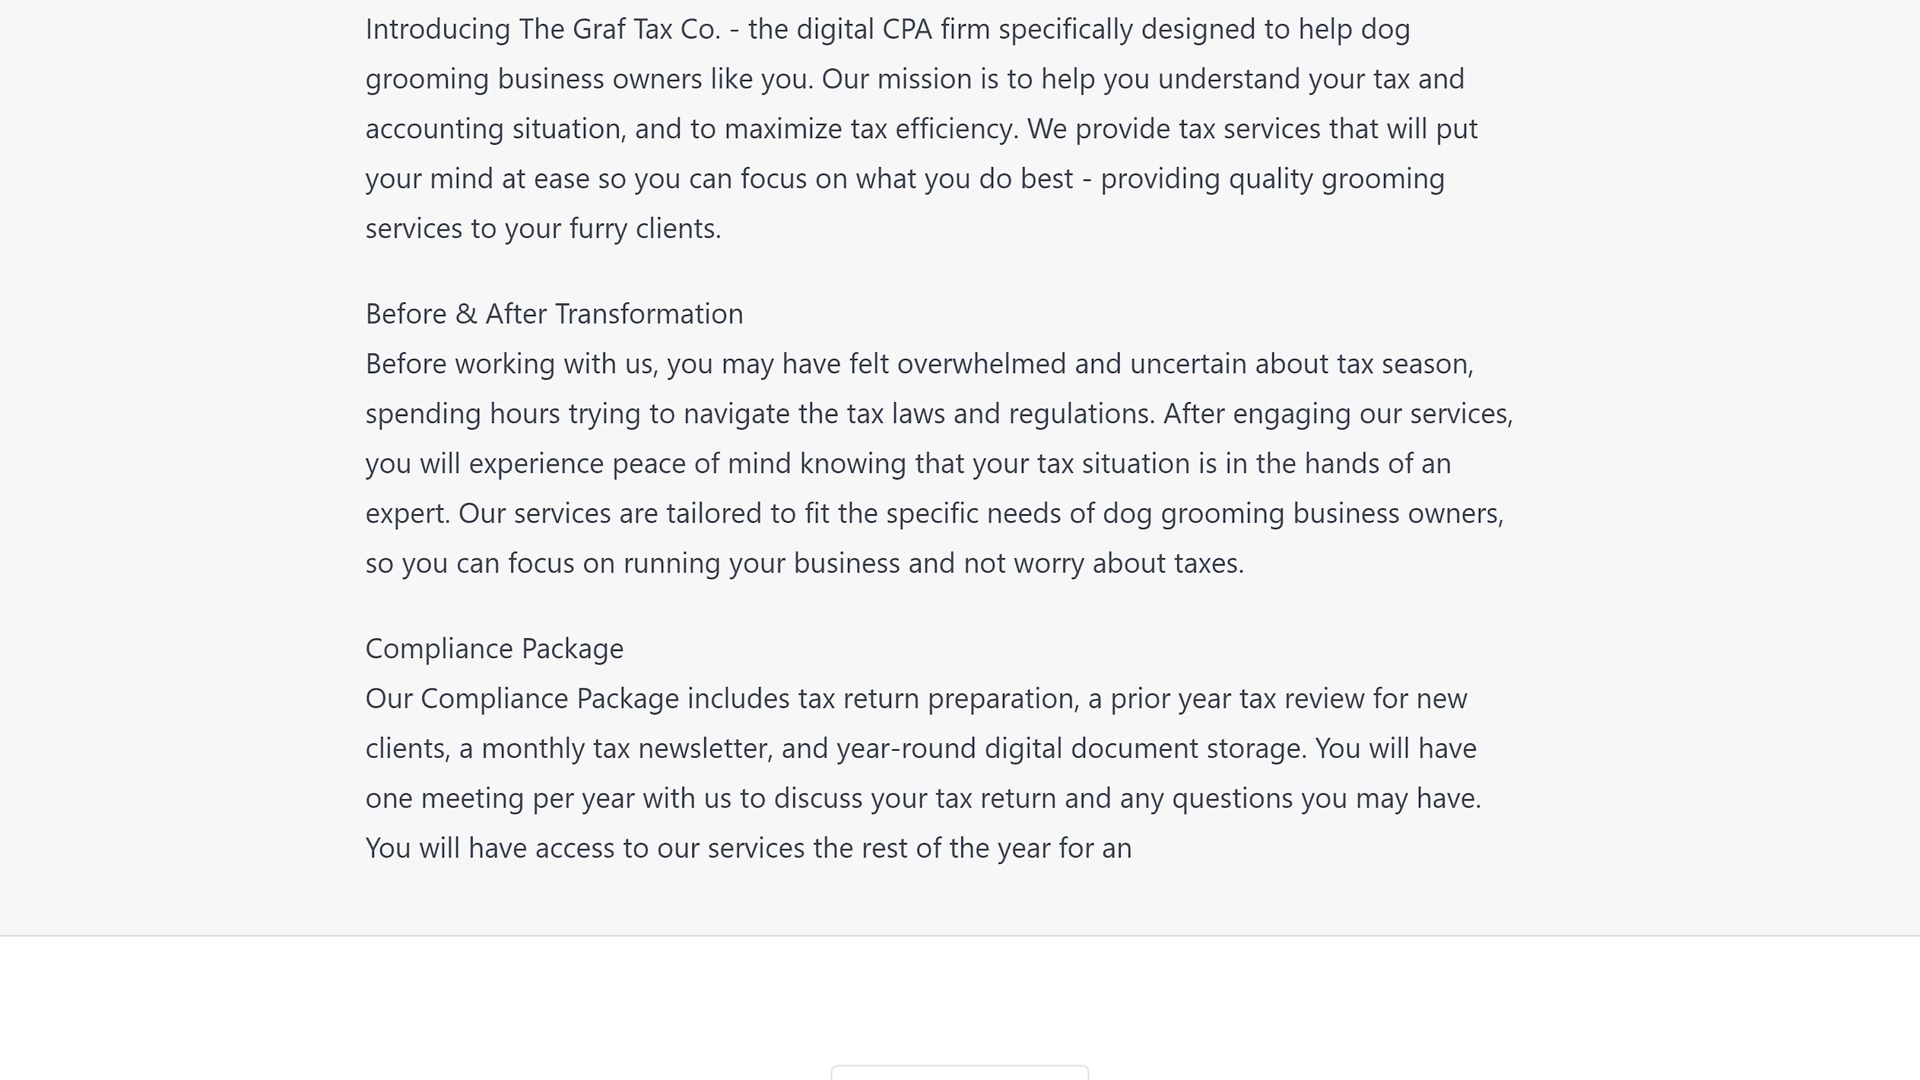 Introducing The Graf Tax Co. - the digital CPA firm specifically designed to help dog
grooming business owners like you. Our mission is to help you understand your tax and
accounting situation, and to maximize tax efficiency. We provide tax services that will put
your mind at ease so you can focus on what you do best - providing quality grooming
services to your furry clients.
Before & After Transformation
Before working with us, you may have felt overwhelmed and uncertain about tax season,
spending hours trying to navigate the tax laws and regulations. After engaging our services,
you will experience peace of mind knowing that your tax situation is in the hands of an
expert. Our services are tailored to fit the specific needs of dog grooming business owners,
so you can focus on running your business and not worry about taxes.
Compliance Package
Our Compliance Package includes tax return preparation, a prior year tax review for new
clients, a monthly tax newsletter, and year-round digital document storage. You will have
one meeting per year with us to discuss your tax return and any questions you may have.
You will have access to our services the rest of the year for an